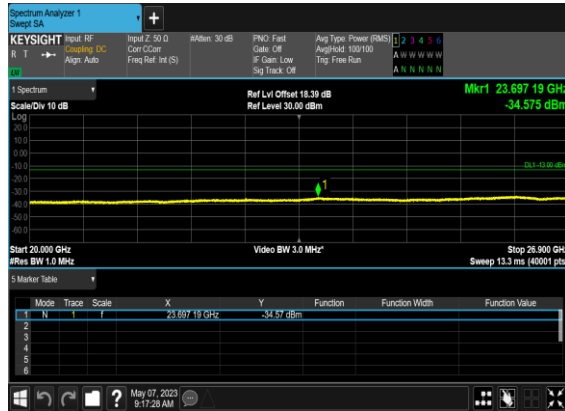 Spectrum Analyzer 1
Swept SA
+
KEYSIGHT Input: RF Input Z: 50 Ω #Atten: 30 dB PNO: Fast Avg Type: Power (RMS) 1 2 3 4 5 6
R T Coupling: DC Corr CCorr Gate: Off Avg|Hold: 100/100 A W W W W W
Align: Auto Freq Ref: Int (S) IF Gain: Low Trig: Free Run
Sig Track: Off A N N N N N
LW
1 Spectrum Ref Lvl Offset 18.39 dB Mkr1 23.697 19 GHz
Scale/Div 10 dB Ref Level 30.00 dBm -34.575 dBm
Log
20.0
10.0
0.00
-10.0
DL1 -13.00 dBm
-20.0
1
-30.0
-40.0
-50.0
-60.0
Start 20.000 GHz Video BW 3.0 MHz* Stop 26.900 GHz
#Res BW 1.0 MHz Sweep 13.3 ms (40001 pts)
5 Marker Table
Mode Trace Scale X Y Function Function Width Function Value
1 N 1 f 23.697 19 GHz -34.57 dBm
2
3
4
5
6
? May 07, 2023
9:17:28 AM